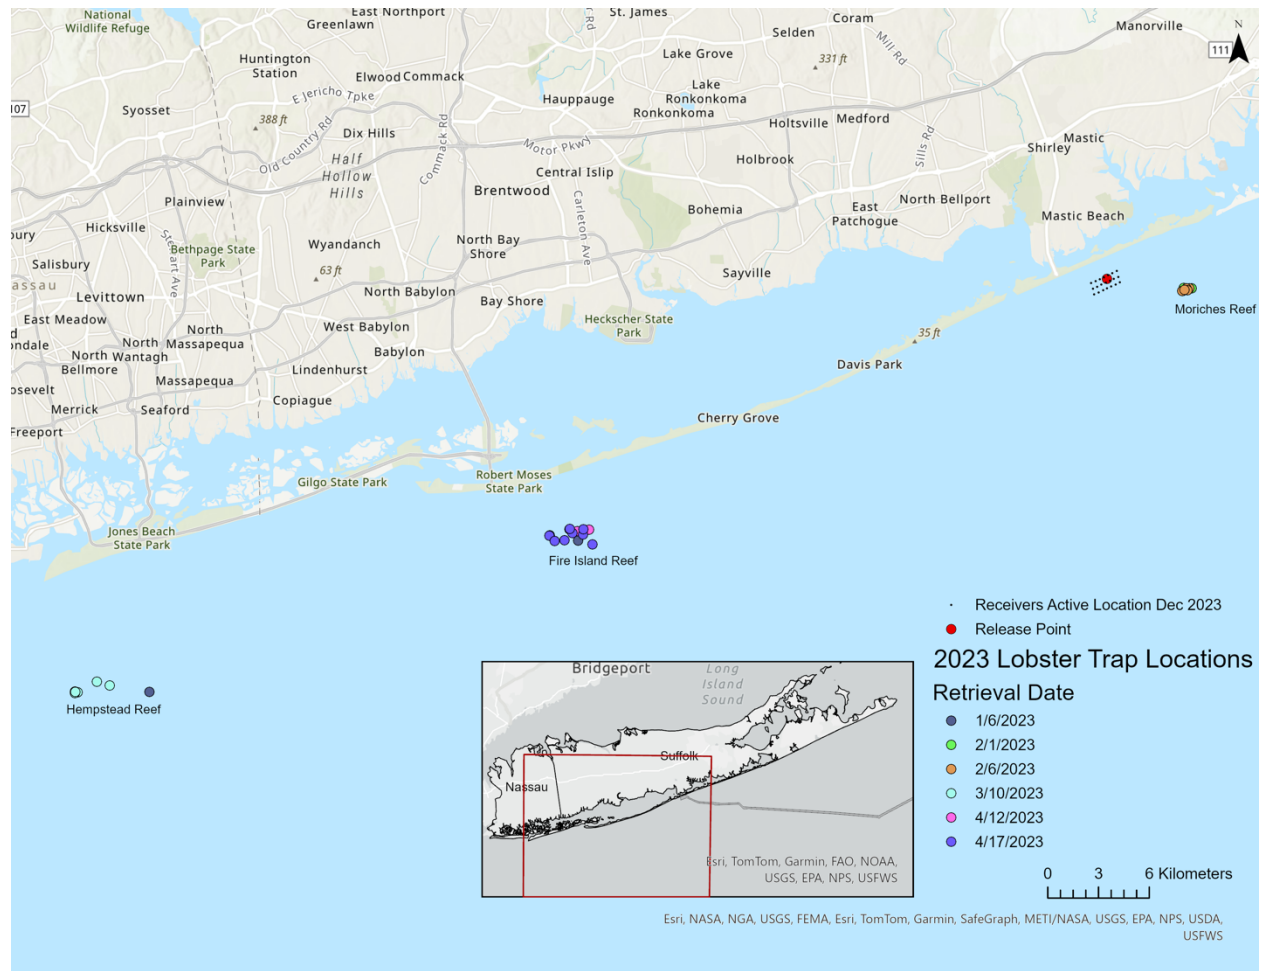 National
Wildlife Refuge
East Northport
Greenlawn
St. James
Coram
Manorville
N
Rd
Selden
Mill Rd
111
Huntington
Station
Elwood
Commack
Lake Grove
331 ft
107
Syosset
E Jericho Tpke
Hauppauge
Lake
Ronkonkoma
Ronkonkoma
388 ft
Old Country Rd
Dix Hills
Commack Rd
Motor Pkwy
Holtsville
Medford
Sills Rd
Mastic
Shirley
Half
Hollow
Hills
Central Islip
Holbrook
Plainview
Brentwood
Carleton Ave
Bohemia
East
Patchogue
North Bellport
Mastic Beach
Hicksville
Stewart Ave
Bethpage State
Park
Wyandanch
North Bay
Shore
Salisbury
63 ft
Sayville
Levittown
North Babylon
Bay Shore
Moriches Reef
East Meadow
North
Massapequa
West Babylon
Heckscher State
Park
35 ft
North
Wantagh
North
Bellmore
Babylon
Davis Park
Massapequa
Lindenhurst
Merrick
Seaford
Copiague
Cherry Grove
Freeport
Gilgo State Park
Robert Moses
State Park
Jones Beach
State Park
Fire Island Reef
Hempstead Reef
Receivers Active Location Dec 2023
Release Point
2023 Lobster Trap Locations
Retrieval Date
1/6/2023
2/1/2023
2/6/2023
3/10/2023
4/12/2023
4/17/2023
0 3 6 Kilometers
Bridgeport
Long
Island
Sound
Suffolk
Nassau
Esri, TomTom, Garmin, FAO, NOAA,
USGS, EPA, NPS, USFWS
Esri, NASA, NGA, USGS, FEMA, Esri, TomTom, Garmin, SafeGraph, METI/NASA, USGS, EPA, NPS, USDA,
USFWS